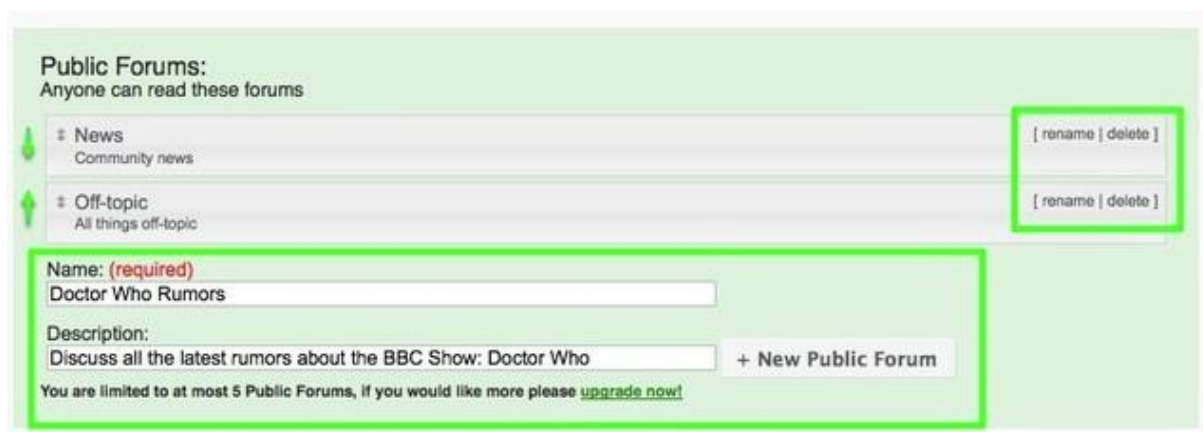 Public Forums:
Anyone can read these forums
News [ rename | delete ]
Community news
Off-topic [ rename | delete ]
All things off-topic
Name: (required)
Doctor Who Rumors
Description:
Discuss all the latest rumors about the BBC Show: Doctor Who + New Public Forum
You are limited to at most 5 Public Forums, if you would like more please upgrade now!